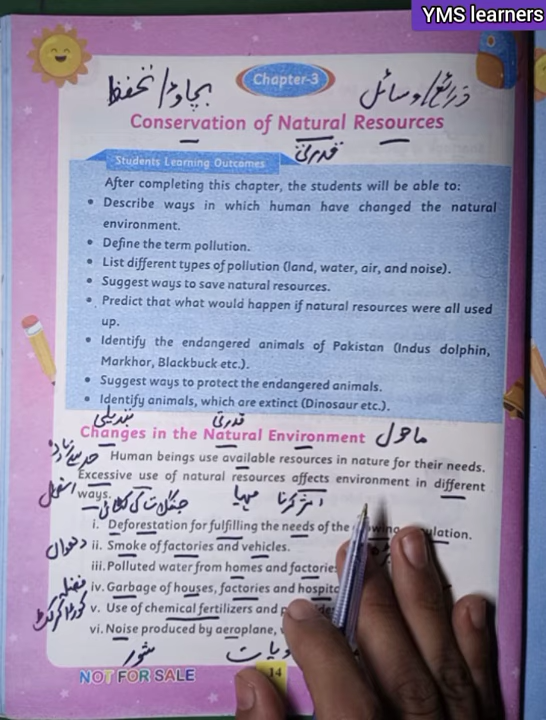 YMS learners
بچاوٴ/تحفظ
Chapter-3
ذرائع/وسائل
Conservation of Natural Resources
قدرتی
Students Learning Outcomes
After completing this chapter, the students will be able to:
• Describe ways in which human have changed the natural
environment.
• Define the term pollution.
• List different types of pollution (land, water, air, and noise).
• Suggest ways to save natural resources.
• Predict that what would happen if natural resources were all used
up.
• Identify the endangered animals of Pakistan (Indus dolphin,
Markhor, Blackbuck etc.).
• Suggest ways to protect the endangered animals.
• Identify animals, which are extinct (Dinosaur etc.).
تبدیلی قدرتی
Changes in the Natural Environment ماحول
Human beings use available resources in nature for their needs.
حد سے زیادہ
Excessive use of natural resources affects environment in different
استعمال
ways. جنگلات کی کٹائی مہیا اثر کرنا
i. Deforestation for fulfilling the needs of the
دھواں
ii. Smoke of factories and vehicles.
iii. Polluted water from homes and
فضلہ
iv. Garbage of houses, factories and
کوڑا کرکٹ
v. Use of chemical fertilizers and
vi. Noise produced by aeroplane,
شور
NOT FOR SALE
14